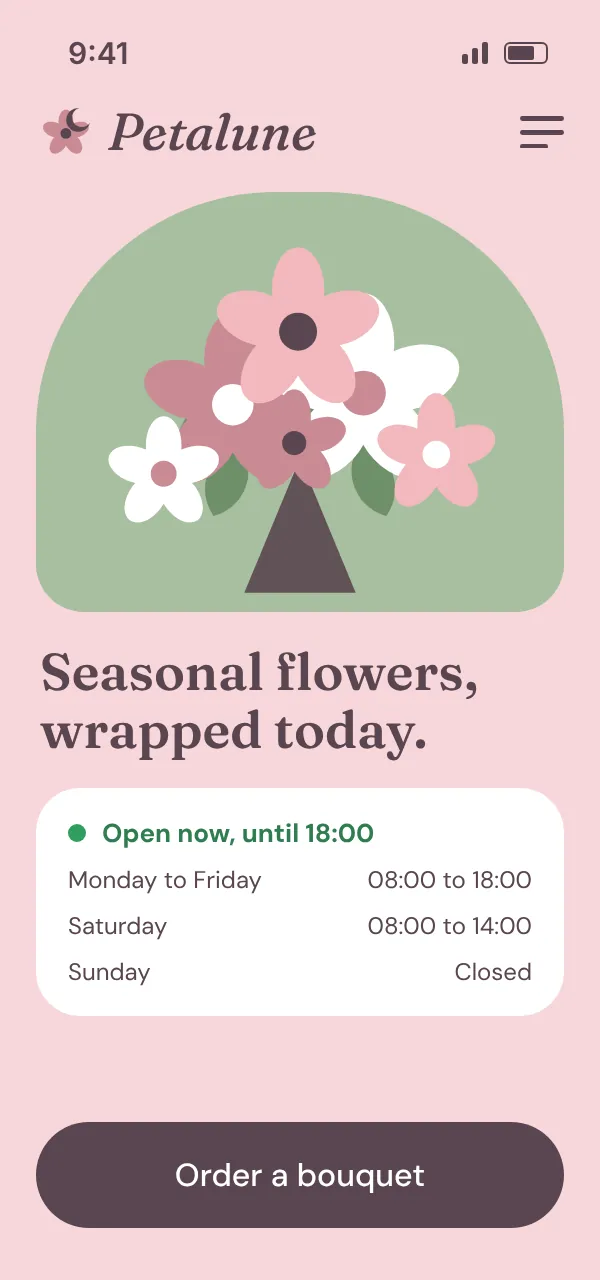 9:41
Petalune
Seasonal flowers,
wrapped today.
Open now, until 18:00
Monday to Friday 08:00 to 18:00
Saturday 08:00 to 14:00
Sunday Closed
Order a bouquet